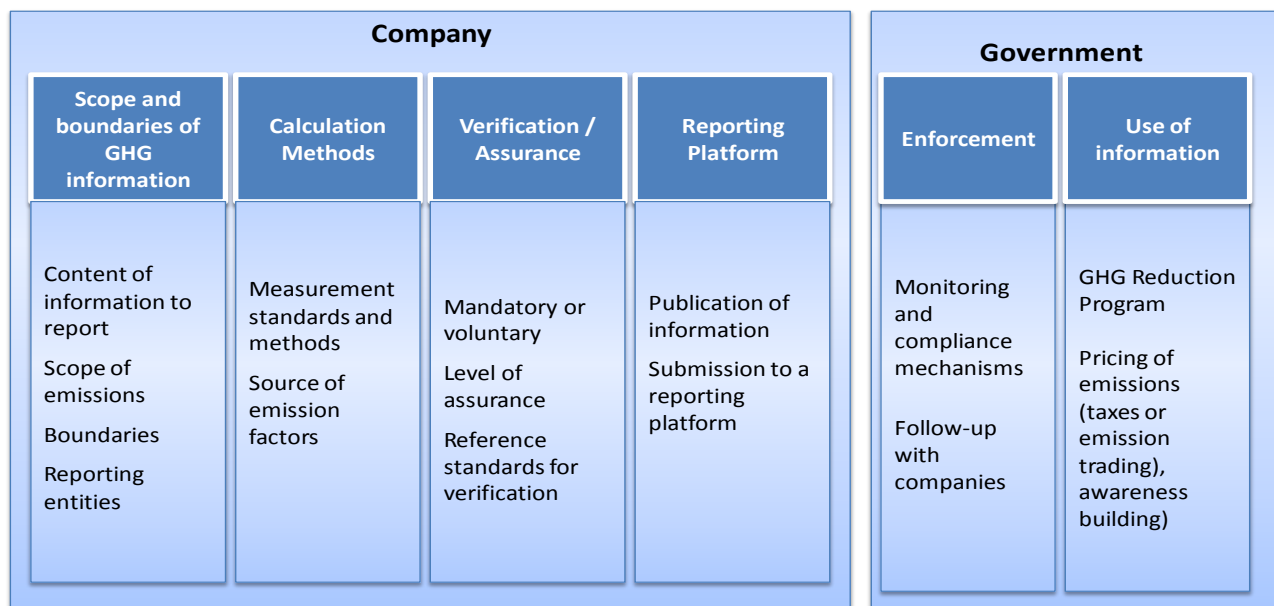 Company
Scope and
boundaries of
GHG
information
Content of
information to
report
Scope of
emissions
Boundaries
Reporting
entities
Calculation
Methods
Measurement
standards and
methods
Source of
emission
factors
Verification /
Assurance
Mandatory or
voluntary
Level of
assurance
Reference
standards for
verification
Reporting
Platform
Publication of
information
Submission to a
reporting
platform
Government
Enforcement
Monitoring
and
compliance
mechanisms
Follow-up
with
companies
Use of
information
GHG Reduction
Program
Pricing of
emissions
(taxes or
emission
trading),
awareness
building)